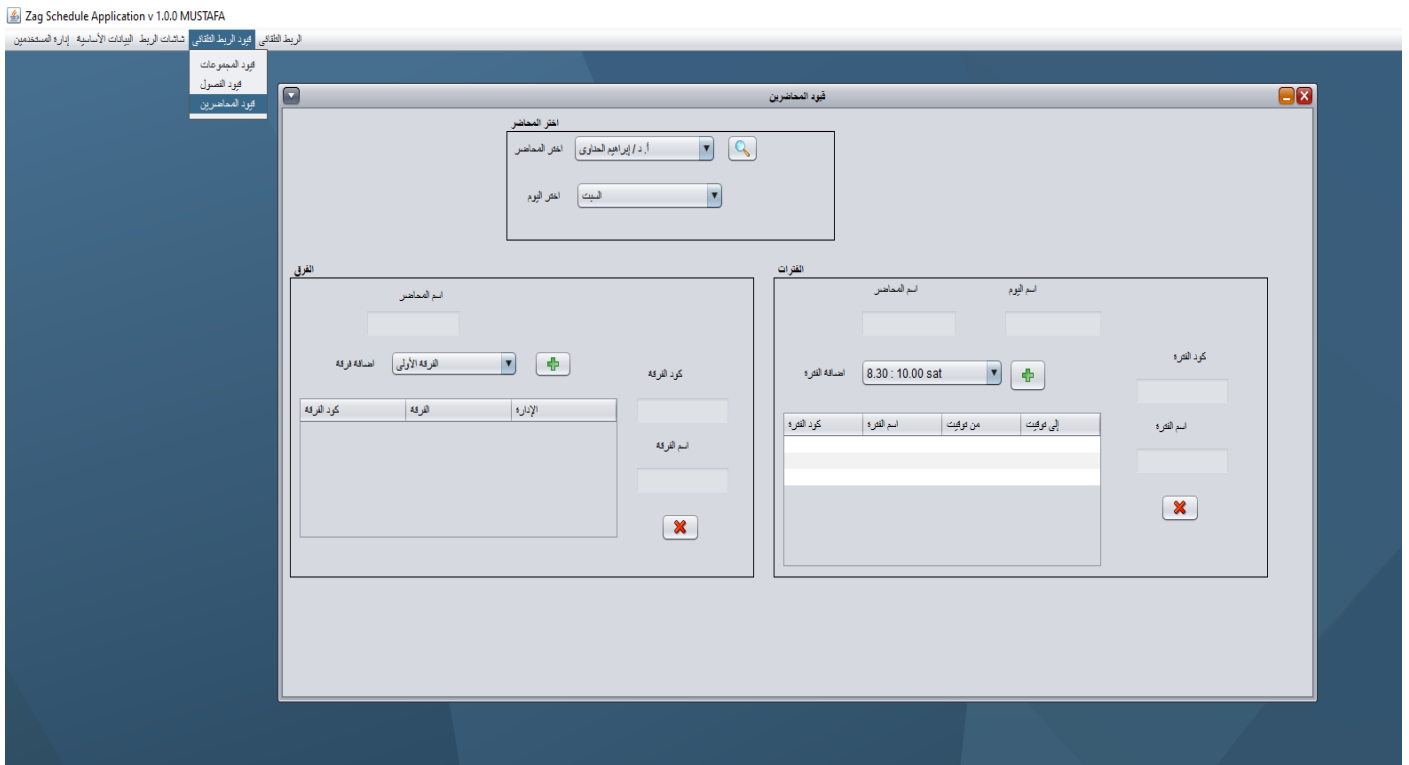 Zag Schedule Application v 1.0.0 MUSTAFA
إدارة المستخدمين البيانات الأساسية شاشات الربط قيود الربط التلقائى الربط التلقائى
قيود المجموعات
قيود الفصول
قيود المحاضرين
قيود المحاضرين
اختر المحاضر
اختر المحاضر أ. د / إبراهيم الحناوى
اختر اليوم السبت
الفرق
اسم المحاضر
اضافة فرقة الفرقة الأولى
كود الفرقة
كود الفرقة الفرقة الإدارة
اسم الفرقة
الفترات
اسم المحاضر اسم اليوم
كود الفترة
اضافة الفترة 8.30 : 10.00 sat
كود الفترة اسم الفترة من توقيت إلى توقيت
اسم الفترة